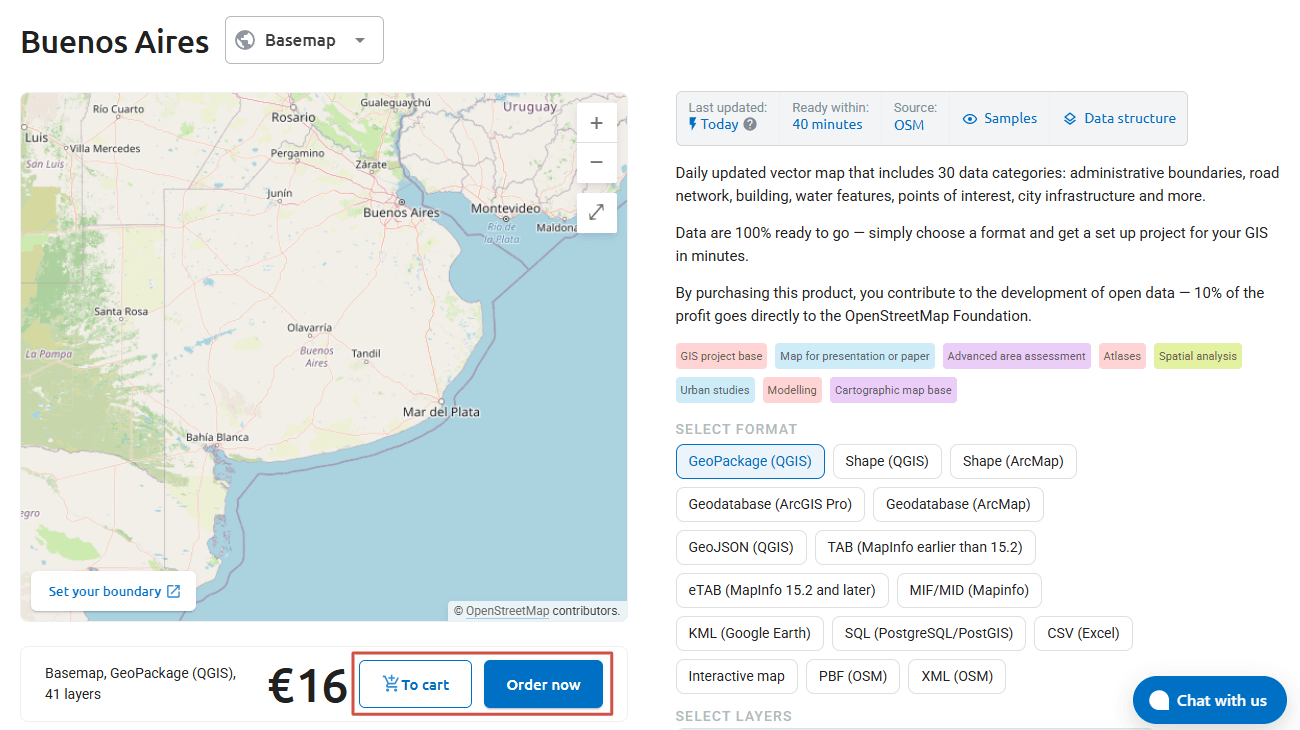 Buenos Aires
Basemap
Río Cuarto
Gualeguaychú
Uruguay
Rosario
Luis
Villa Mercedes
San Luis
Pergamino
Zárate
Junín
Buenos Aires
Montevideo
Río de
la Plata
Maldona
Santa Rosa
Olavarría
La Pampa
Buenos
Aires
Tandil
Mar del Plata
Bahía Blanca
egro
+
−
Set your boundary
© OpenStreetMap contributors.
Basemap, GeoPackage (QGIS),
41 layers
€16
To cart
Order now
Last updated:
Today ?
Ready within:
40 minutes
Source:
OSM
Samples
Data structure
Daily updated vector map that includes 30 data categories: administrative boundaries, road
network, building, water features, points of interest, city infrastructure and more.
Data are 100% ready to go — simply choose a format and get a set up project for your GIS
in minutes.
By purchasing this product, you contribute to the development of open data — 10% of the
profit goes directly to the OpenStreetMap Foundation.
GIS project base
Map for presentation or paper
Advanced area assessment
Atlases
Spatial analysis
Urban studies
Modelling
Cartographic map base
SELECT FORMAT
GeoPackage (QGIS)
Shape (QGIS)
Shape (ArcMap)
Geodatabase (ArcGIS Pro)
Geodatabase (ArcMap)
GeoJSON (QGIS)
TAB (MapInfo earlier than 15.2)
eTAB (MapInfo 15.2 and later)
MIF/MID (Mapinfo)
KML (Google Earth)
SQL (PostgreSQL/PostGIS)
CSV (Excel)
Interactive map
PBF (OSM)
XML (OSM)
SELECT LAYERS
Chat with us